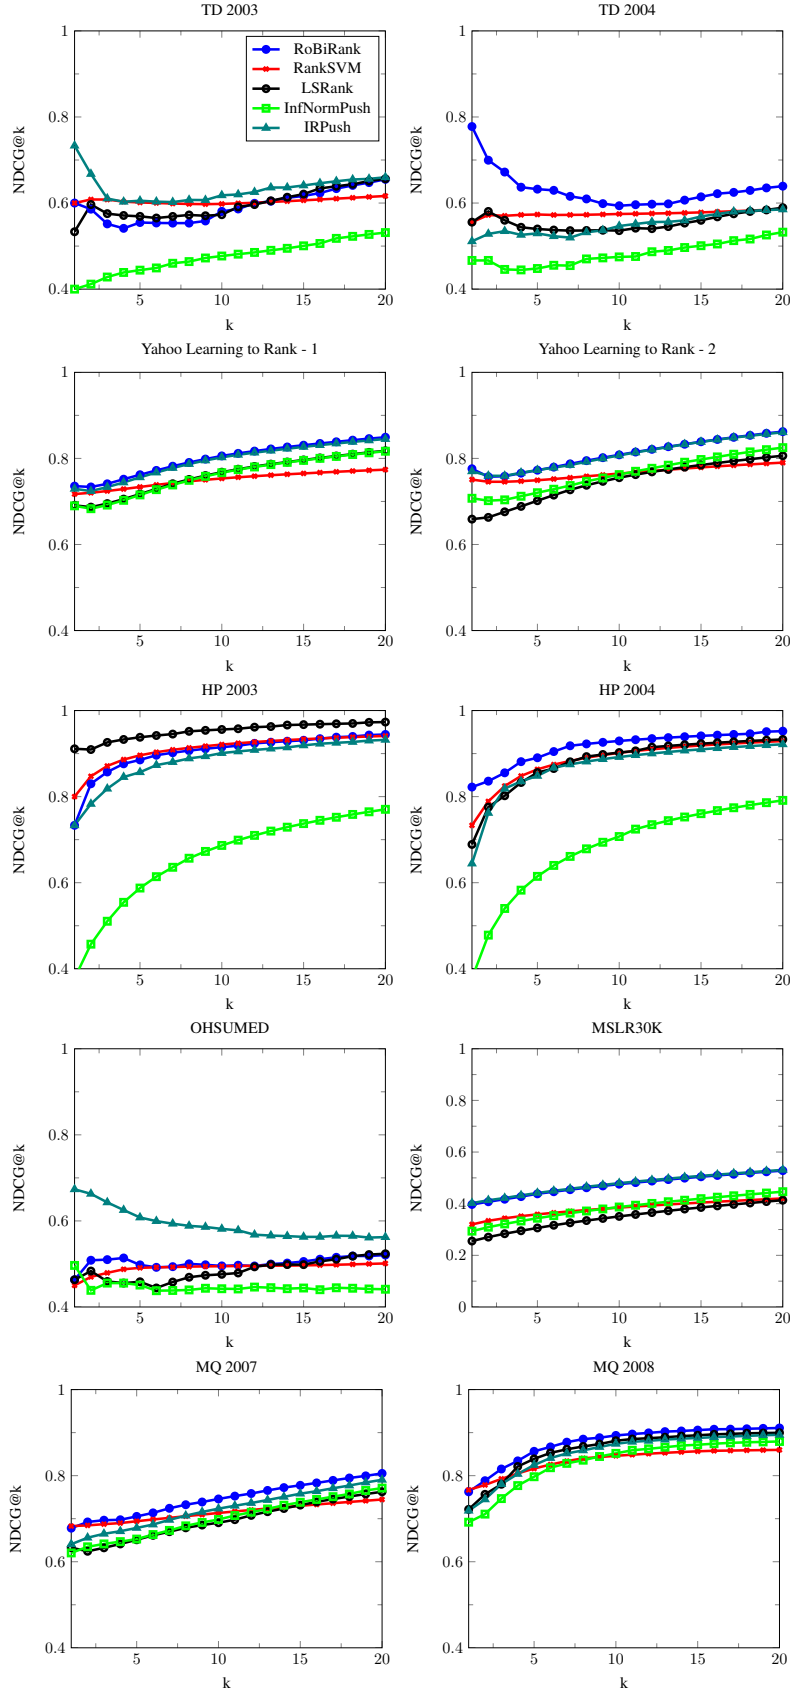 TD 2003
1
0.8
0.6
0.4
NDCG@k
5
10
15
20
k
RoBiRank
RankSVM
LSRank
InfNormPush
IRPush
TD 2004
1
0.8
0.6
0.4
NDCG@k
5
10
15
20
k
Yahoo Learning to Rank - 1
1
0.8
0.6
0.4
NDCG@k
5
10
15
20
k
Yahoo Learning to Rank - 2
1
0.8
0.6
0.4
NDCG@k
5
10
15
20
k
HP 2003
1
0.8
0.6
0.4
NDCG@k
5
10
15
20
k
HP 2004
1
0.8
0.6
0.4
NDCG@k
5
10
15
20
k
OHSUMED
1
0.8
0.6
0.4
NDCG@k
5
10
15
20
k
MSLR30K
1
0.8
0.6
0.4
0.2
0
NDCG@k
5
10
15
20
k
MQ 2007
1
0.8
0.6
0.4
NDCG@k
5
10
15
20
k
MQ 2008
1
0.8
0.6
0.4
NDCG@k
5
10
15
20
k